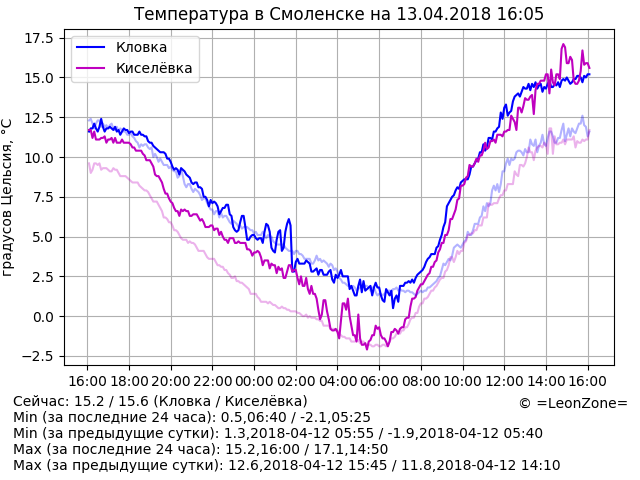 Температура в Смоленске на 13.04.2018 16:05
градусов Цельсия, °C
17.5
15.0
12.5
10.0
7.5
5.0
2.5
0.0
−2.5
Кловка
Киселёвка
16:00 18:00 20:00 22:00 00:00 02:00 04:00 06:00 08:00 10:00 12:00 14:00 16:00
Сейчас: 15.2 / 15.6 (Кловка / Киселёвка)
© =LeonZone=
Min (за последние 24 часа): 0.5,06:40 / -2.1,05:25
Min (за предыдущие сутки): 1.3,2018-04-12 05:55 / -1.9,2018-04-12 05:40
Max (за последние 24 часа): 15.2,16:00 / 17.1,14:50
Max (за предыдущие сутки): 12.6,2018-04-12 15:45 / 11.8,2018-04-12 14:10